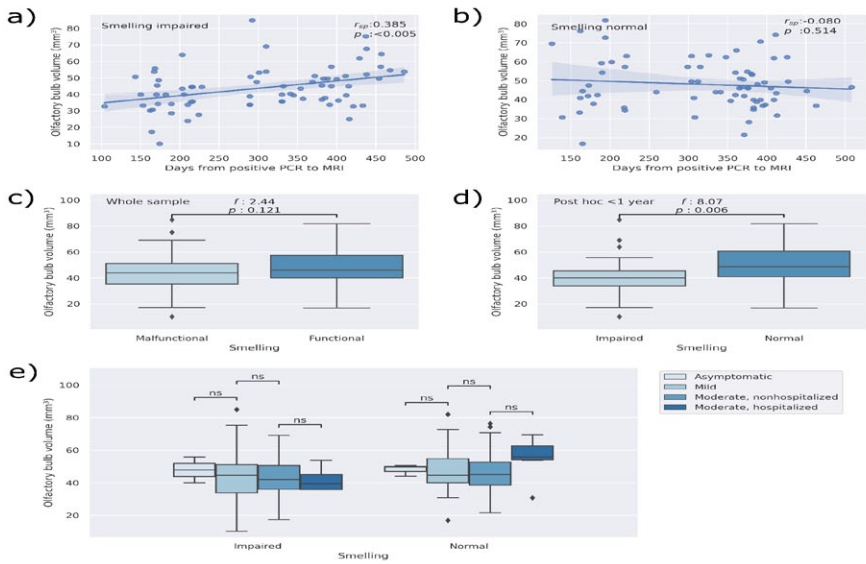 a)
Smelling impaired
r_sp:0.385
p :<0.005
Olfactory bulb volume (mm³)
80
70
60
50
40
30
20
10
100 150 200 250 300 350 400 450 500
Days from positive PCR to MRI
b)
Smelling normal
r_sp:-0.080
p :0.514
Olfactory bulb volume (mm³)
80
70
60
50
40
30
20
150 200 250 300 350 400 450 500
Days from positive PCR to MRI
c)
Whole sample
f : 2.44
p : 0.121
Olfactory bulb volume (mm³)
100
80
60
40
20
Malfunctional Functional
Smelling
d)
Post hoc <1 year
f : 8.07
p : 0.006
Olfactory bulb volume (mm³)
100
80
60
40
20
Impaired Normal
Smelling
e)
ns ns ns ns ns ns
Olfactory bulb volume (mm³)
100
80
60
40
20
Impaired Normal
Smelling
Asymptomatic
Mild
Moderate, nonhospitalized
Moderate, hospitalized